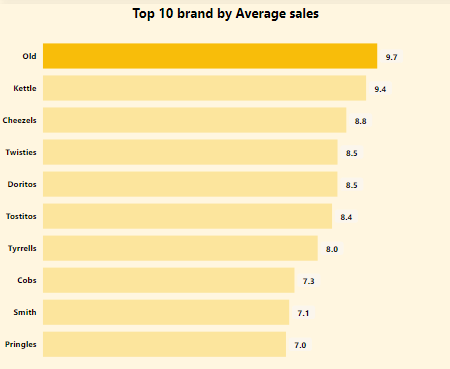 Top 10 brand by Average sales
Old 9.7
Kettle 9.4
Cheezels 8.8
Twisties 8.5
Doritos 8.5
Tostitos 8.4
Tyrrells 8.0
Cobs 7.3
Smith 7.1
Pringles 7.0